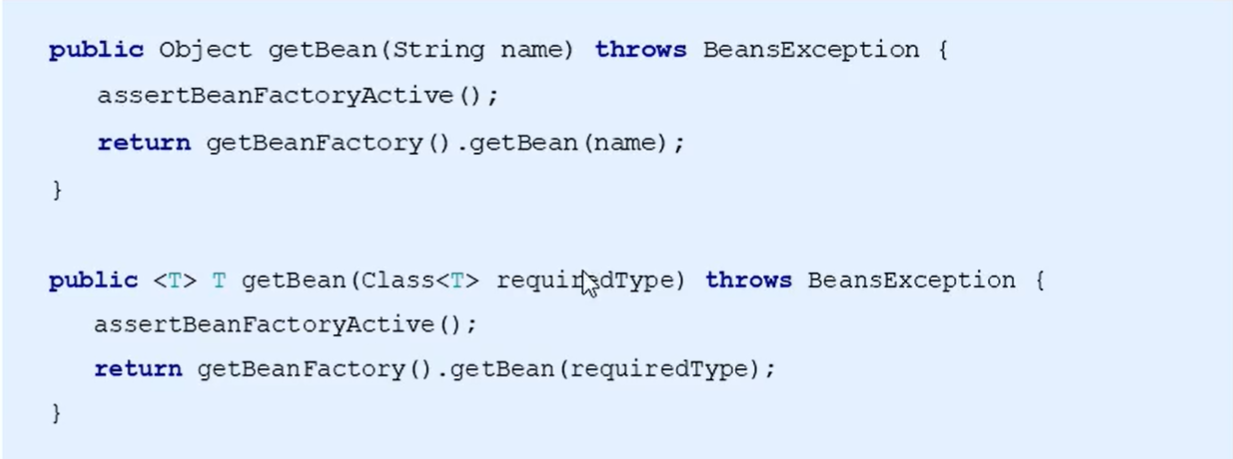 public Object getBean(String name) throws BeansException {
assertBeanFactoryActive();
return getBeanFactory().getBean(name);
}
public <T> T getBean(Class<T> requiredType) throws BeansException {
assertBeanFactoryActive();
return getBeanFactory().getBean(requiredType);
}